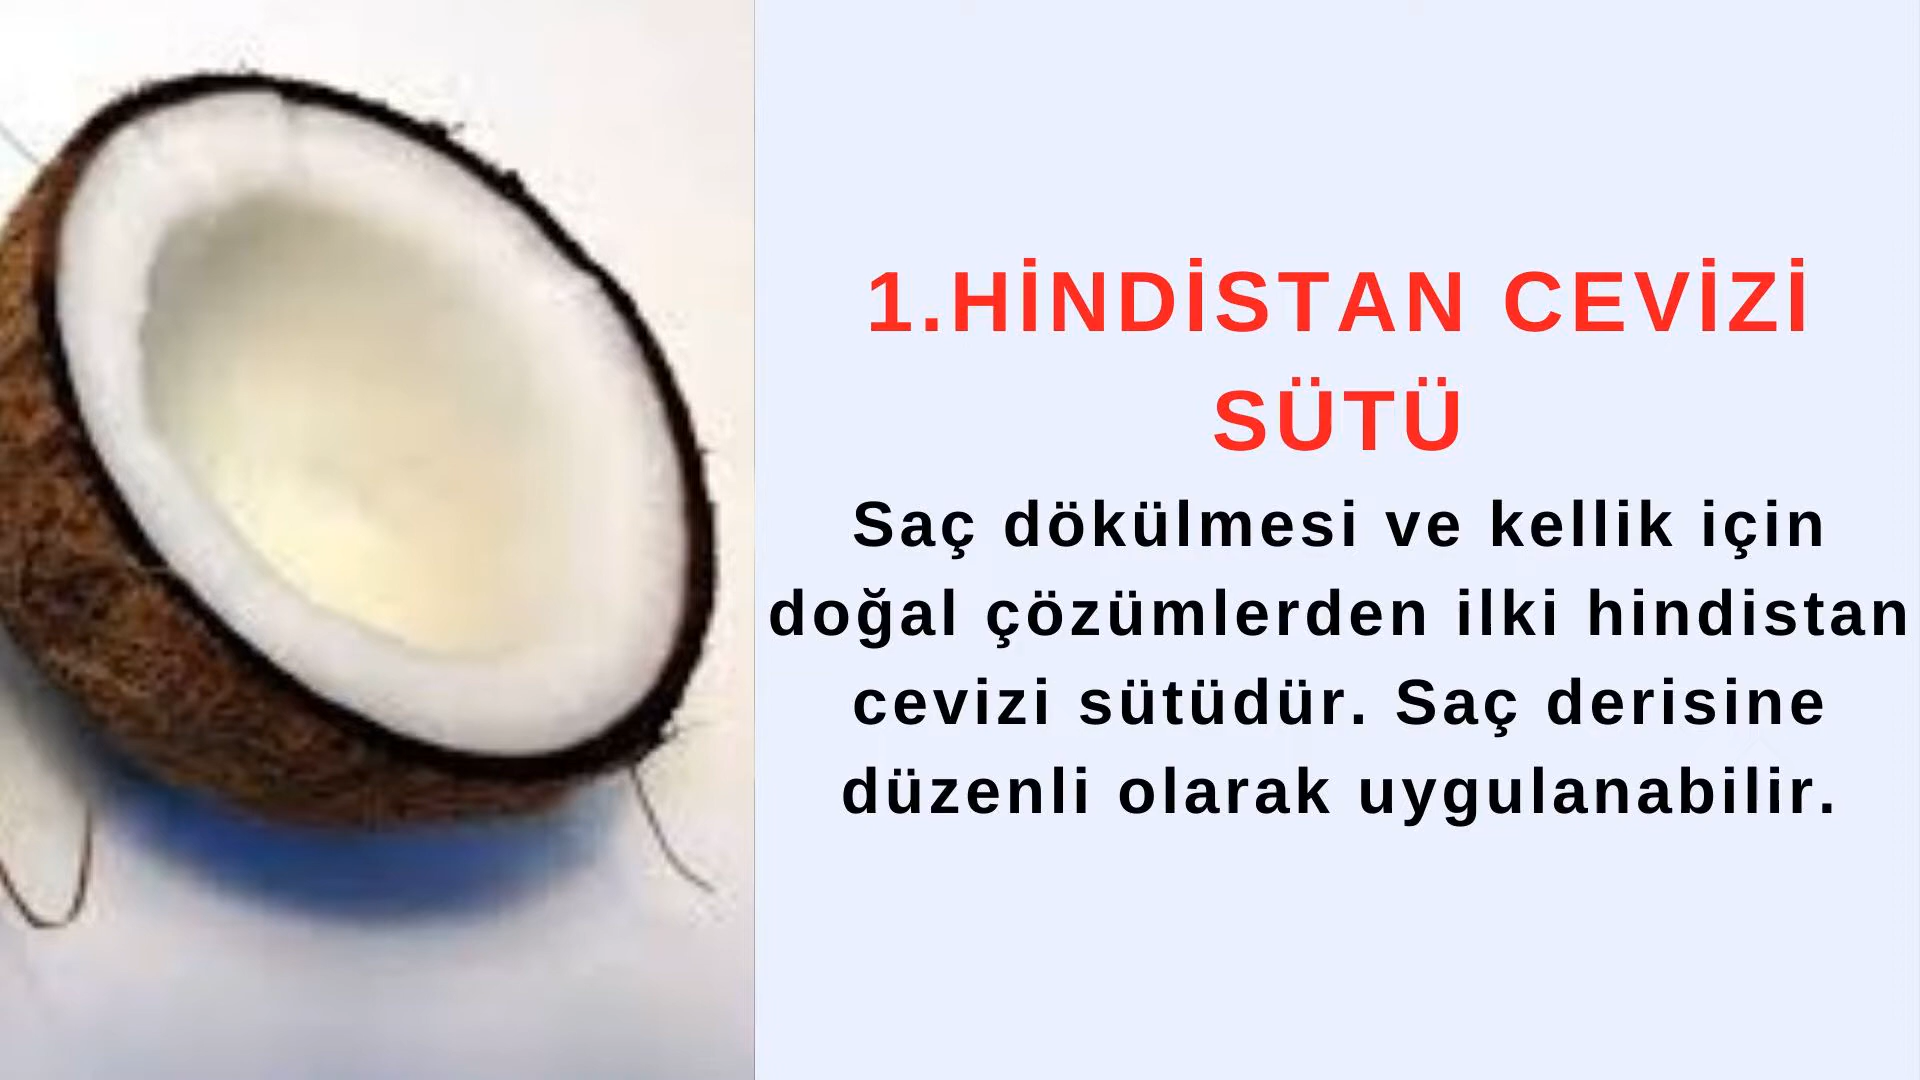 1.HİNDİSTAN CEVİZİ
SÜTÜ
Saç dökülmesi ve kellik için
doğal çözümlerden ilki hindistan
cevizi sütüdür. Saç derisine
düzenli olarak uygulanabilir.